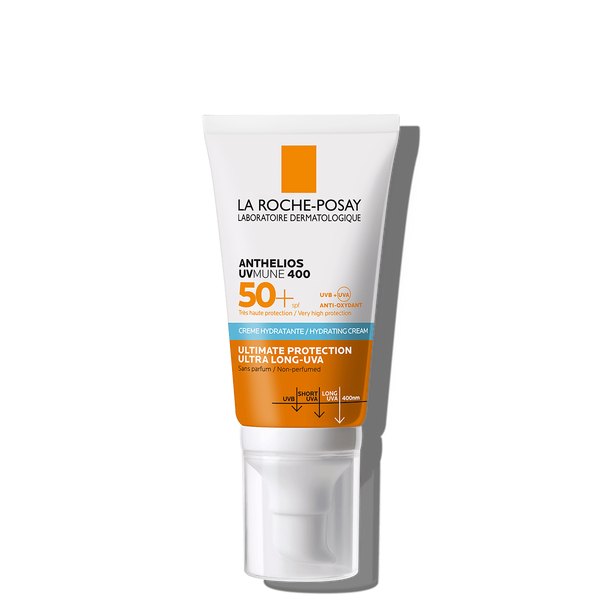 LA ROCHE-POSAY
LABORATOIRE DERMATOLOGIQUE
ANTHELIOS
UVMUNE 400
50+ spf
UVB + UVA
ANTI-OXYDANT
Très haute protection / Very high protection
CREME HYDRATANTE / HYDRATING CREAM
ULTIMATE PROTECTION
ULTRA LONG-UVA
Sans parfum / Non-perfumed
UVB
SHORT UVA
LONG UVA
400nm